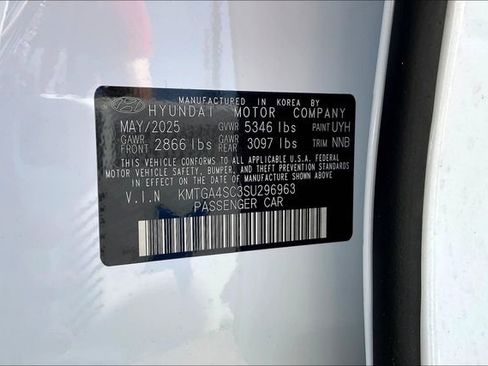 MANUFACTURED IN KOREA BY
HYUNDAI MOTOR COMPANY
MAY/2025 GVWR 5346 lbs PAINT UYH
GAWR FRONT 2866 lbs GAWR REAR 3097 lbs TRIM NNB
THIS VEHICLE CONFORMS TO ALL APPLICABLE U.S. FEDERAL
MOTOR VEHICLE SAFETY, BUMPER, AND THEFT PREVENTION
STANDARDS IN EFFECT ON THE DATE OF MANUFACTURE SHOWN ABOVE.
V.I.N KMTGA4SC3SU296963
PASSENGER CAR